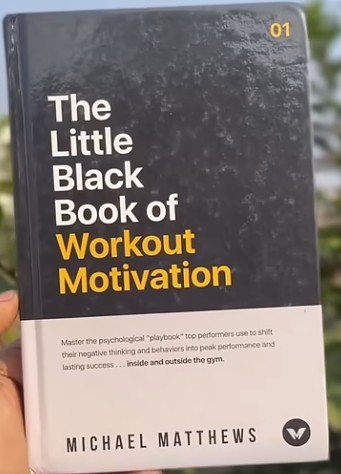 01
The
Little
Black
Book of
Workout
Motivation
Master the psychological "playbook" top performers use to shift
their negative thinking and behaviors into peak performance and
lasting success . . . inside and outside the gym.
MICHAEL MATTHEWS